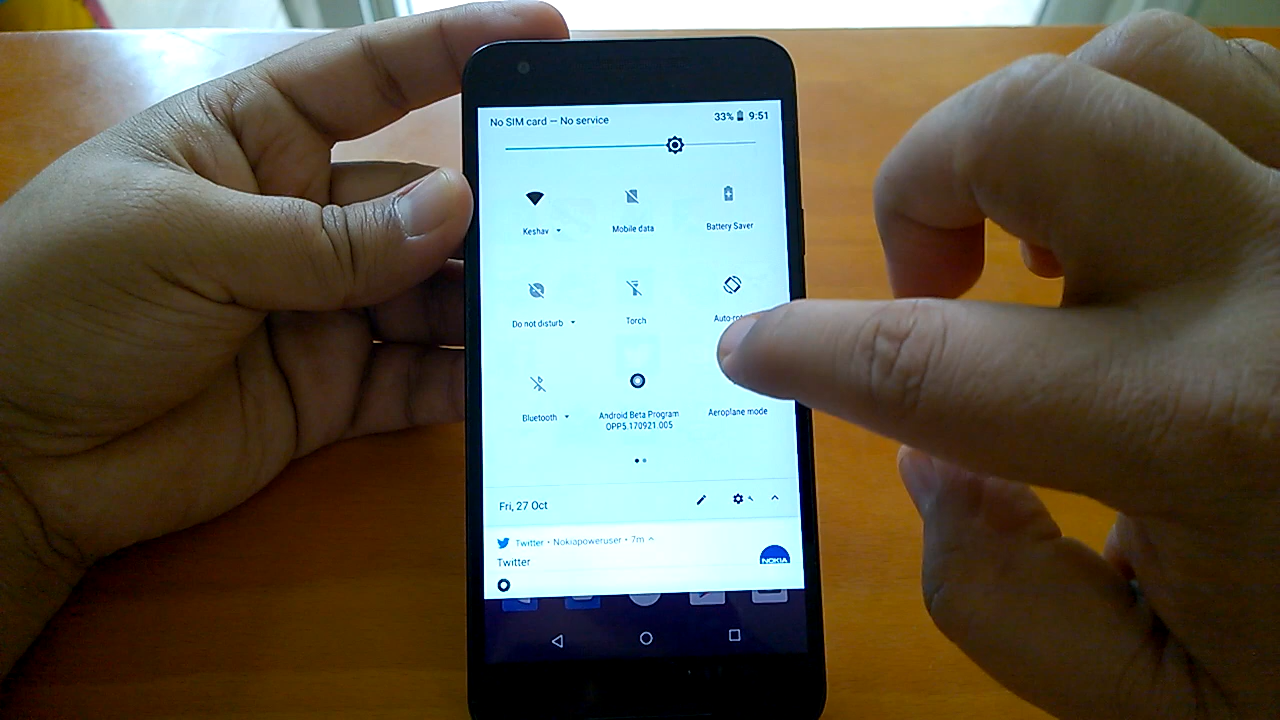 No SIM card — No service 33% 9:51
Keshav Mobile data Battery Saver
Do not disturb Torch
Bluetooth Android Beta Program Aeroplane mode
OPP5.170921.005
Fri, 27 Oct
Twitter • Nokiapoweruser • 7m
Twitter NOKIA